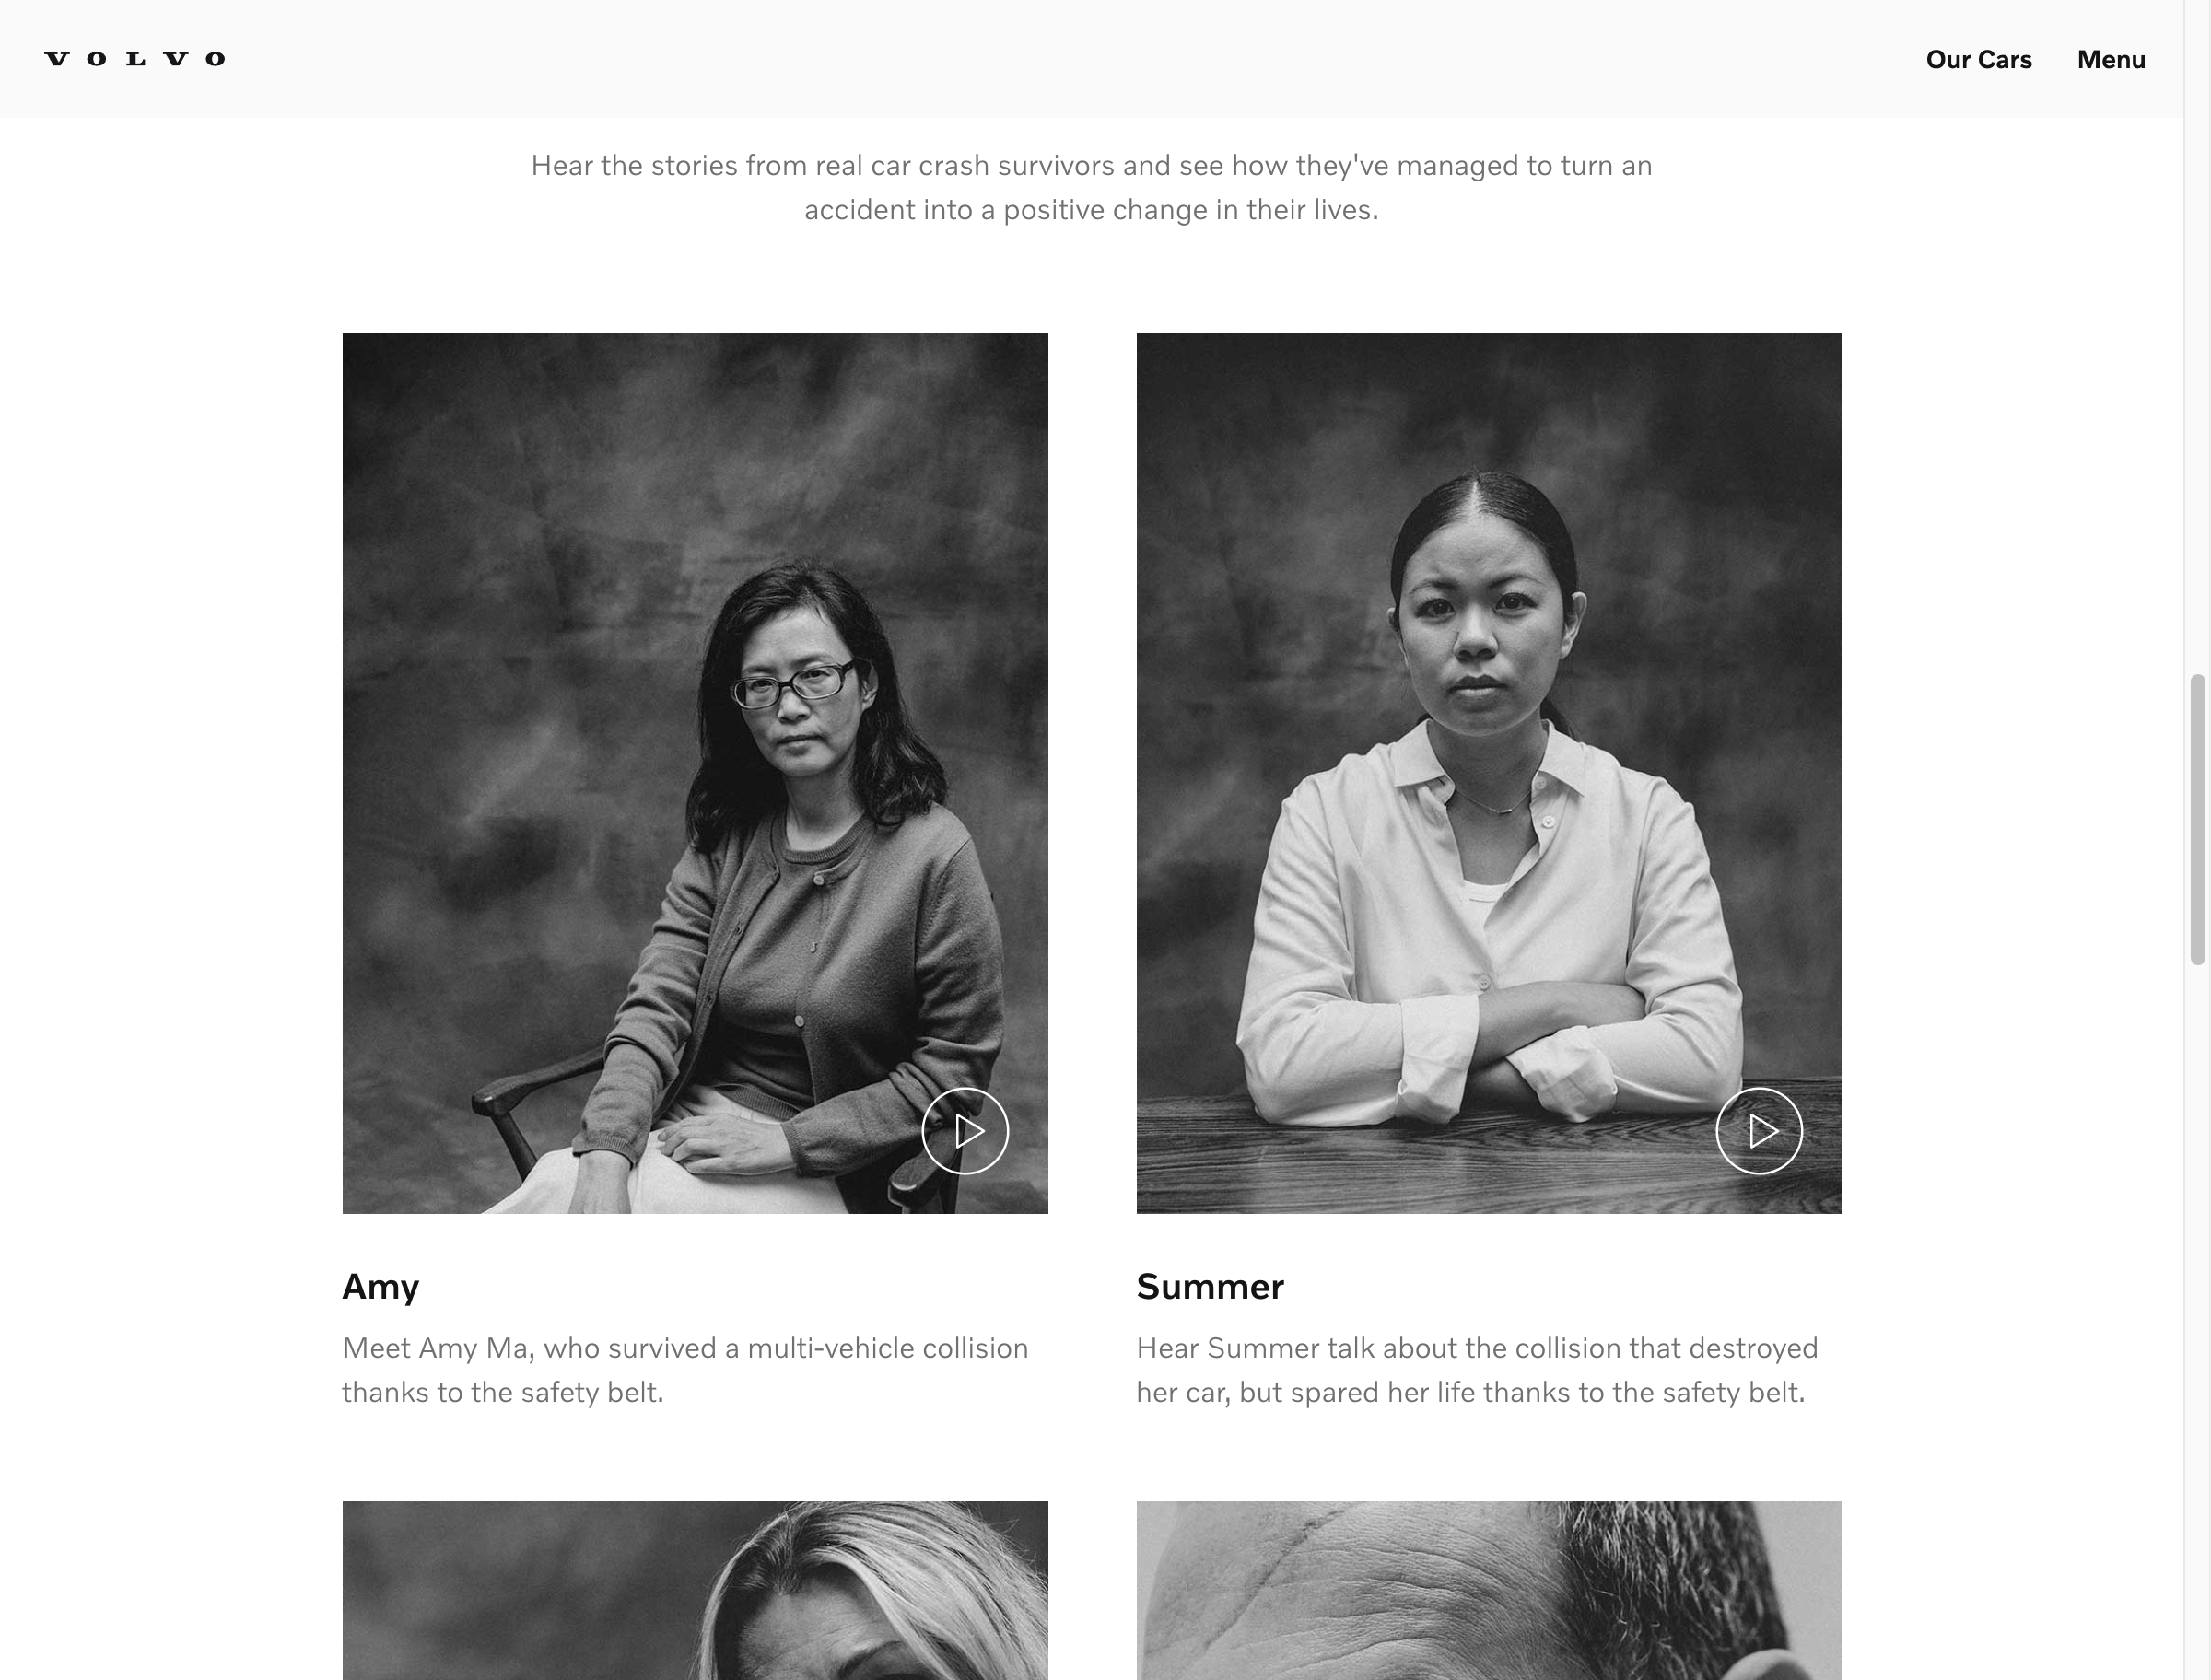 VOLVO
Our Cars
Menu
Hear the stories from real car crash survivors and see how they've managed to turn an
accident into a positive change in their lives.
Amy
Meet Amy Ma, who survived a multi-vehicle collision
thanks to the safety belt.
Summer
Hear Summer talk about the collision that destroyed
her car, but spared her life thanks to the safety belt.